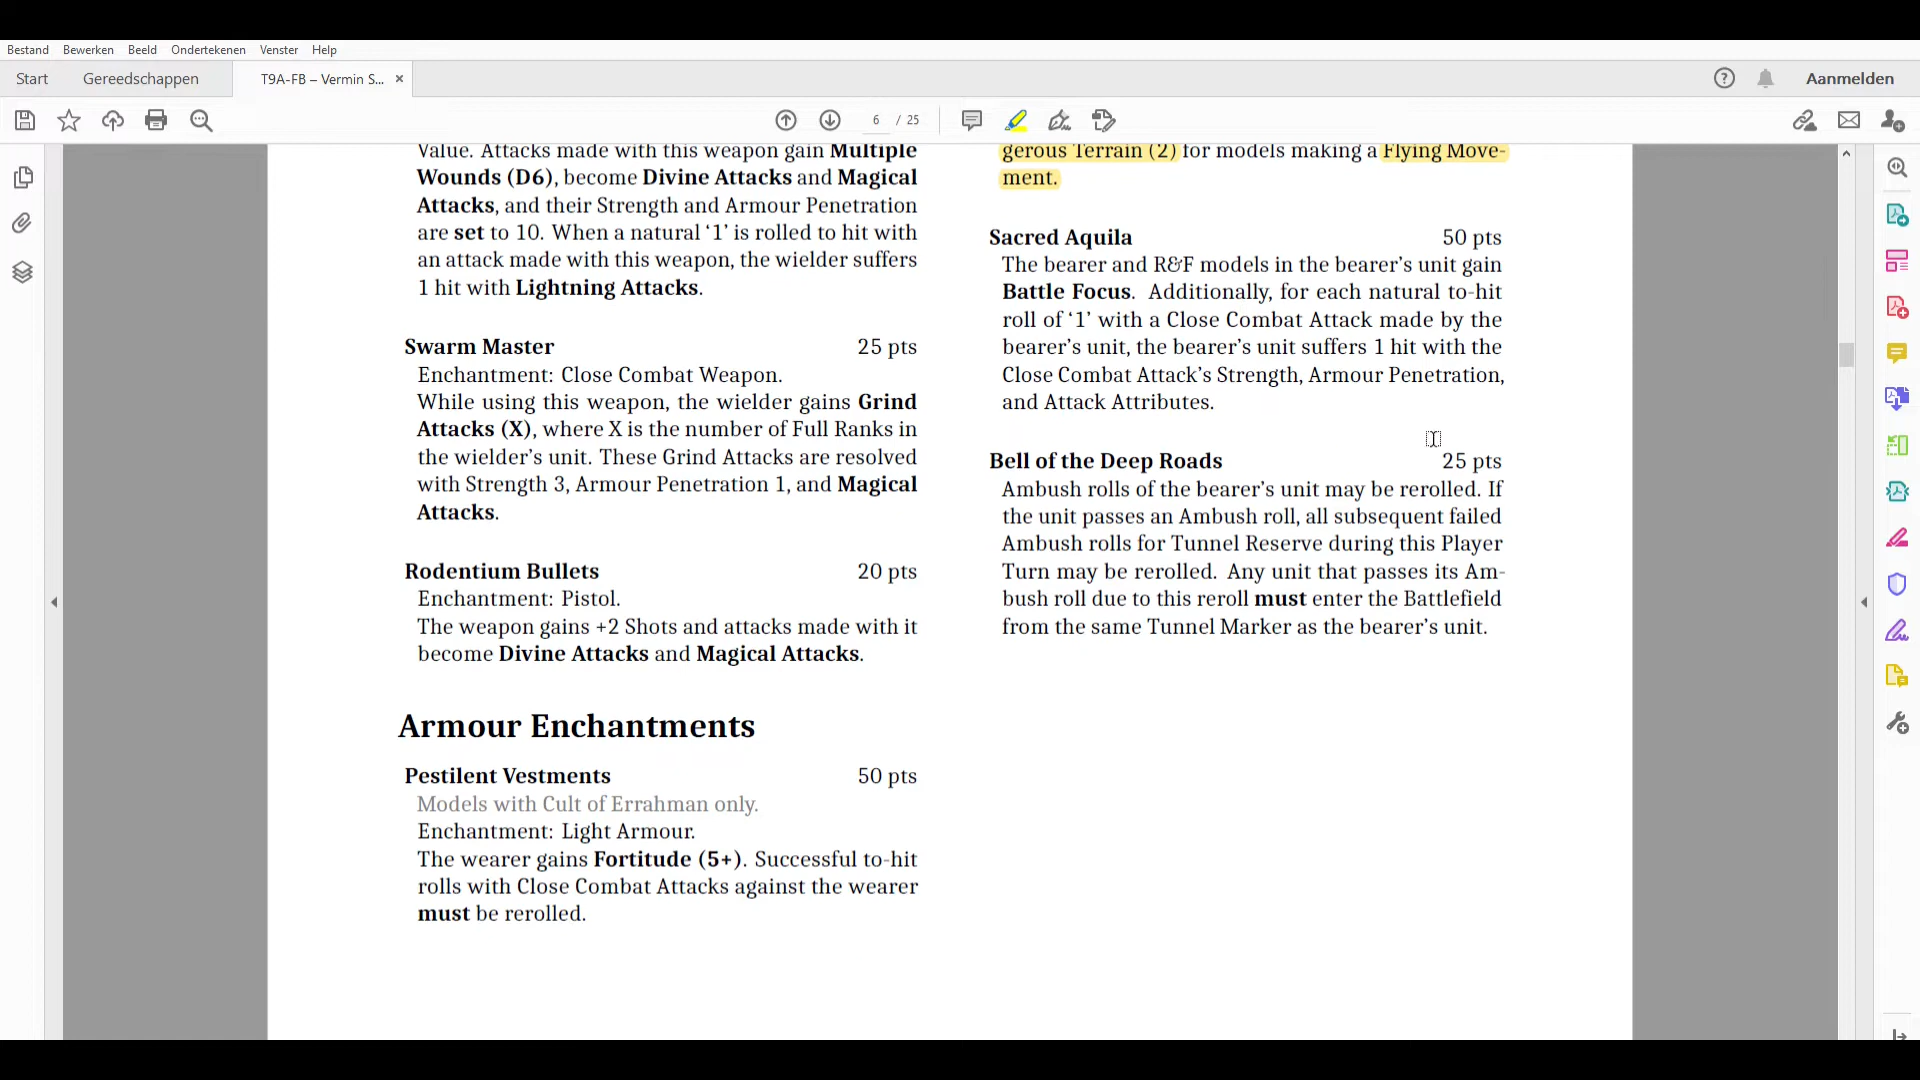 Bestand Bewerken Beeld Ondertekenen Venster Help
Start Gereedschappen T9A-FB – Vermin S... × Aanmelden
6 / 25
Value. Attacks made with this weapon gain Multiple
Wounds (D6), become Divine Attacks and Magical
Attacks, and their Strength and Armour Penetration
are set to 10. When a natural ‘1’ is rolled to hit with
an attack made with this weapon, the wielder suffers
1 hit with Lightning Attacks.
Swarm Master 25 pts
Enchantment: Close Combat Weapon.
While using this weapon, the wielder gains Grind
Attacks (X), where X is the number of Full Ranks in
the wielder’s unit. These Grind Attacks are resolved
with Strength 3, Armour Penetration 1, and Magical
Attacks.
Rodentium Bullets 20 pts
Enchantment: Pistol.
The weapon gains +2 Shots and attacks made with it
become Divine Attacks and Magical Attacks.
Armour Enchantments
Pestilent Vestments 50 pts
Models with Cult of Errahman only.
Enchantment: Light Armour.
The wearer gains Fortitude (5+). Successful to-hit
rolls with Close Combat Attacks against the wearer
must be rerolled.
gerous Terrain (2) for models making a Flying Move-
ment.
Sacred Aquila 50 pts
The bearer and R&F models in the bearer’s unit gain
Battle Focus. Additionally, for each natural to-hit
roll of ‘1’ with a Close Combat Attack made by the
bearer’s unit, the bearer’s unit suffers 1 hit with the
Close Combat Attack’s Strength, Armour Penetration,
and Attack Attributes.
Bell of the Deep Roads 25 pts
Ambush rolls of the bearer’s unit may be rerolled. If
the unit passes an Ambush roll, all subsequent failed
Ambush rolls for Tunnel Reserve during this Player
Turn may be rerolled. Any unit that passes its Am-
bush roll due to this reroll must enter the Battlefield
from the same Tunnel Marker as the bearer’s unit.